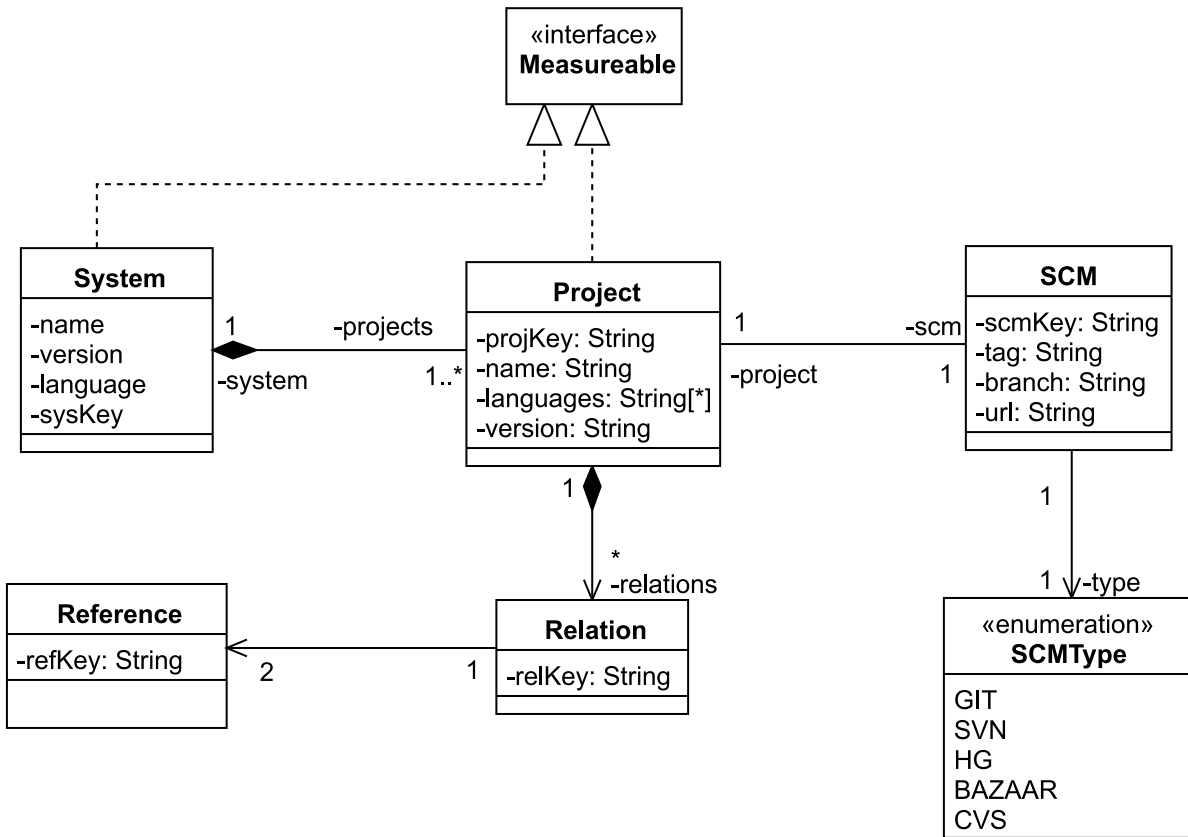 «interface»
Measureable
System
-name
-version
-language
-sysKey
1
-system
-projects
1..*
Project
-projKey: String
-name: String
-languages: String[*]
-version: String
1
-project
-scm
1
SCM
-scmKey: String
-tag: String
-branch: String
-url: String
1
*
-relations
1
1
-type
Reference
-refKey: String
2
1
Relation
-relKey: String
«enumeration»
SCMType
GIT
SVN
HG
BAZAAR
CVS